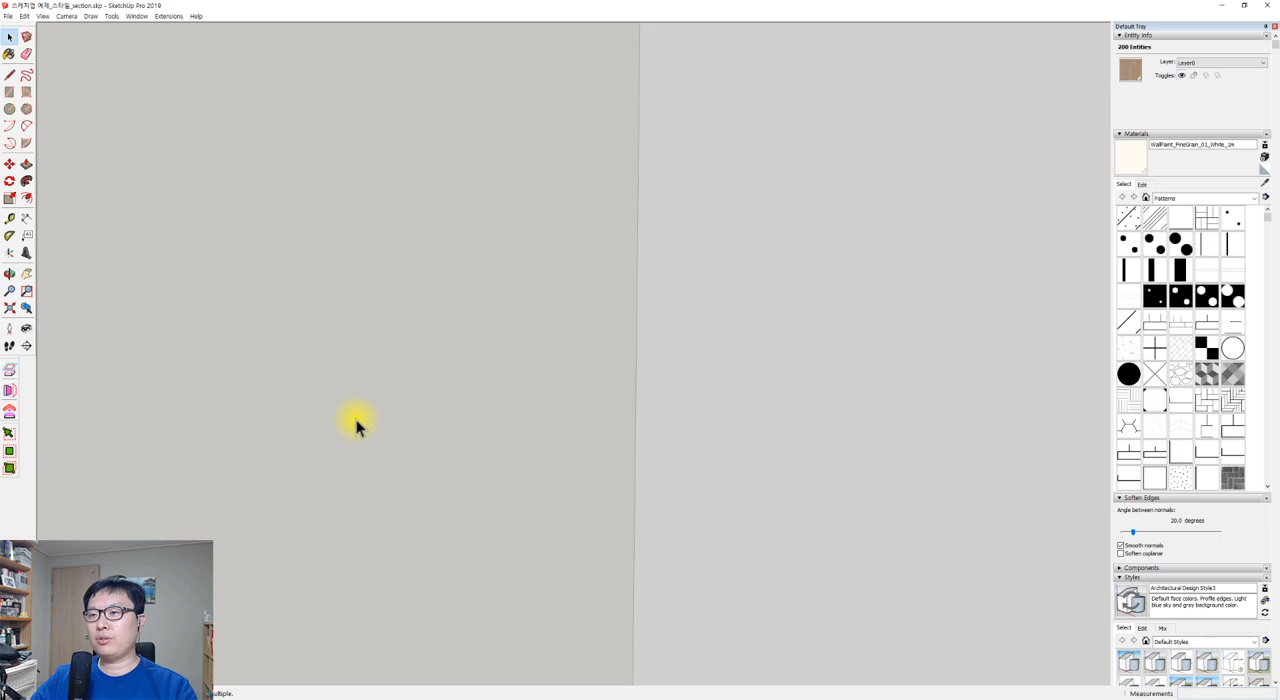 스케치업 예제_스타일_section.skp - SketchUp Pro 2019
File Edit View Camera Draw Tools Window Extensions Help
Default Tray
Entity Info
200 Entities
Layer: Layer0
Toggles:
Materials
WallPaint_FineGrain_01_White_1m
Select Edit
Patterns
Soften Edges
Angle between normals:
20.0 degrees
Smooth normals
Soften coplanar
Components
Styles
Architectural Design Style3
Default face colors. Profile edges. Light
blue sky and gray background color.
Select Edit Mix
Default Styles
Measurements